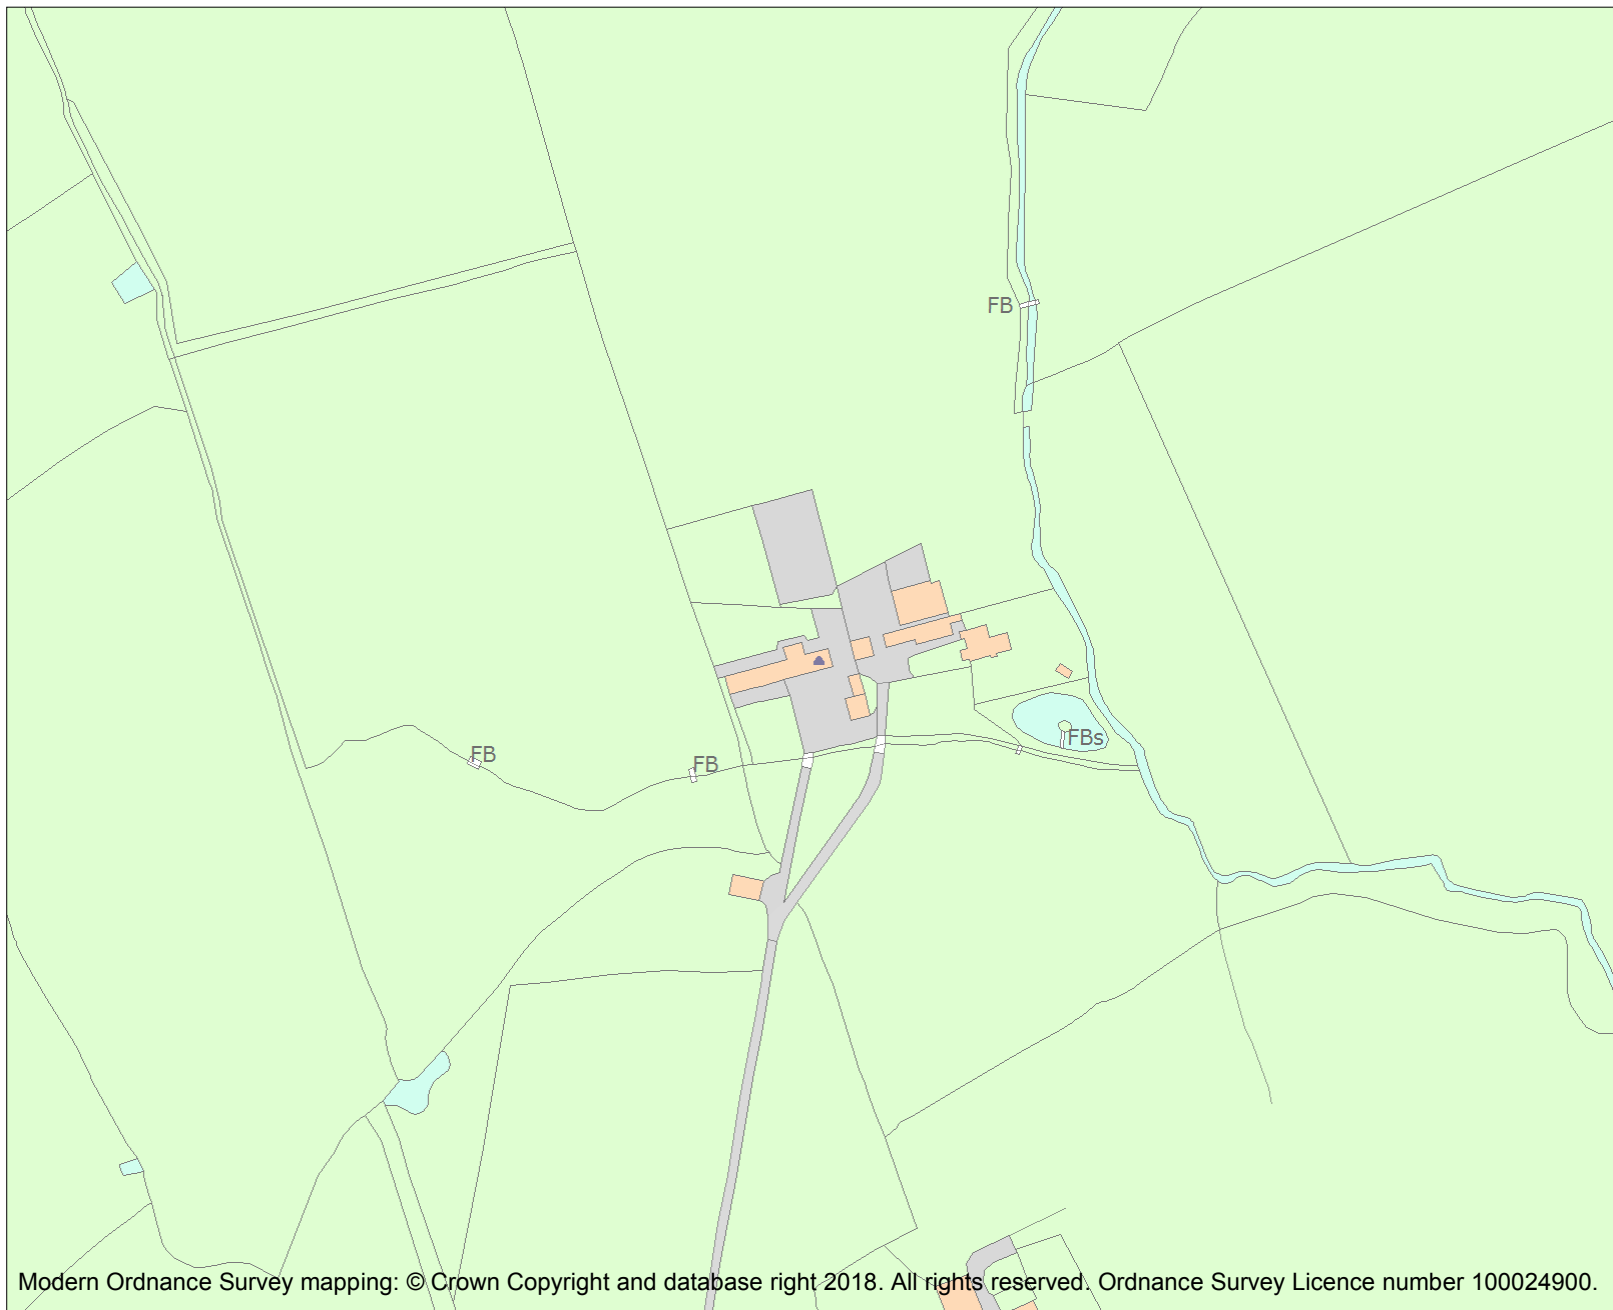 FB
FBs
FB
FB
Modern Ordnance Survey mapping: © Crown Copyright and database right 2018. All rights reserved. Ordnance Survey Licence number 100024900.